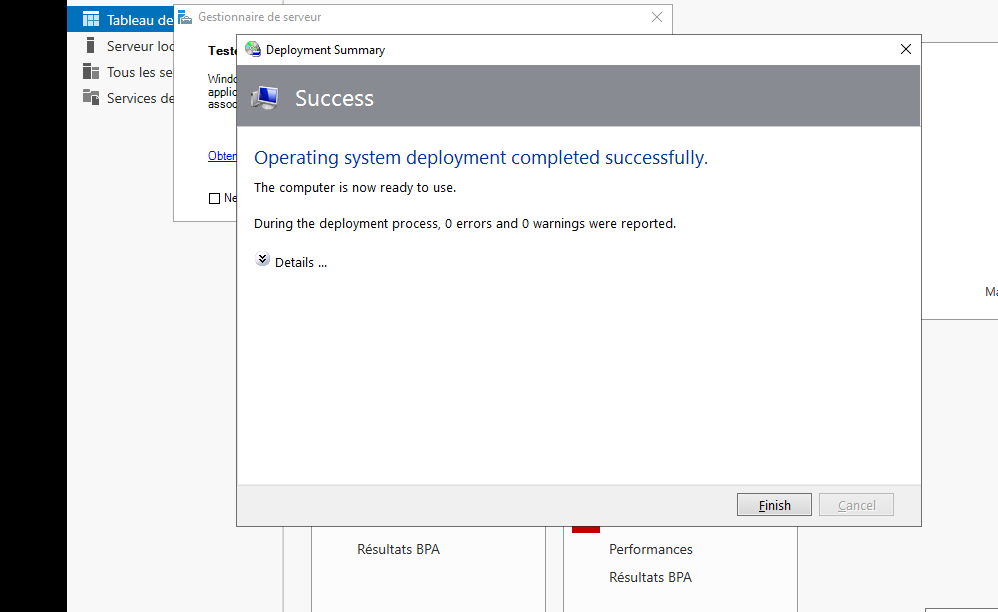 Tableau de
Gestionnaire de serveur
Serveur loc
Tous les se
Services de
Teste
Windo
applic
assoc
Obten
Ne
Deployment Summary
Success
Operating system deployment completed successfully.
The computer is now ready to use.
During the deployment process, 0 errors and 0 warnings were reported.
Details ...
Finish
Cancel
Ma
Résultats BPA
Performances
Résultats BPA